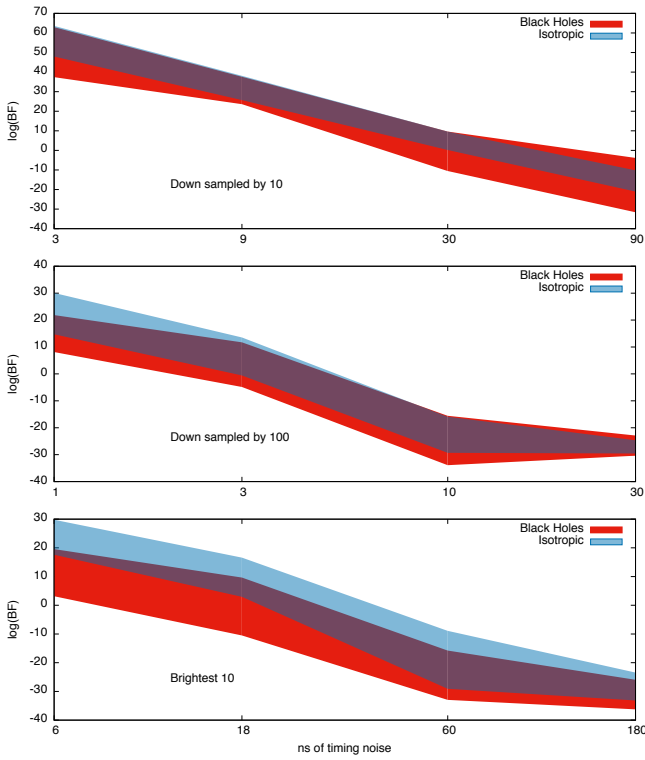 70
60
50
40
30
20
10
0
-10
-20
-30
-40
log(BF)
Black Holes
Isotropic
Down sampled by 10
3 9 30 90
40
30
20
10
0
-10
-20
-30
-40
log(BF)
Black Holes
Isotropic
Down sampled by 100
1 3 10 30
30
20
10
0
-10
-20
-30
-40
log(BF)
Black Holes
Isotropic
Brightest 10
6 18 60 180
ns of timing noise